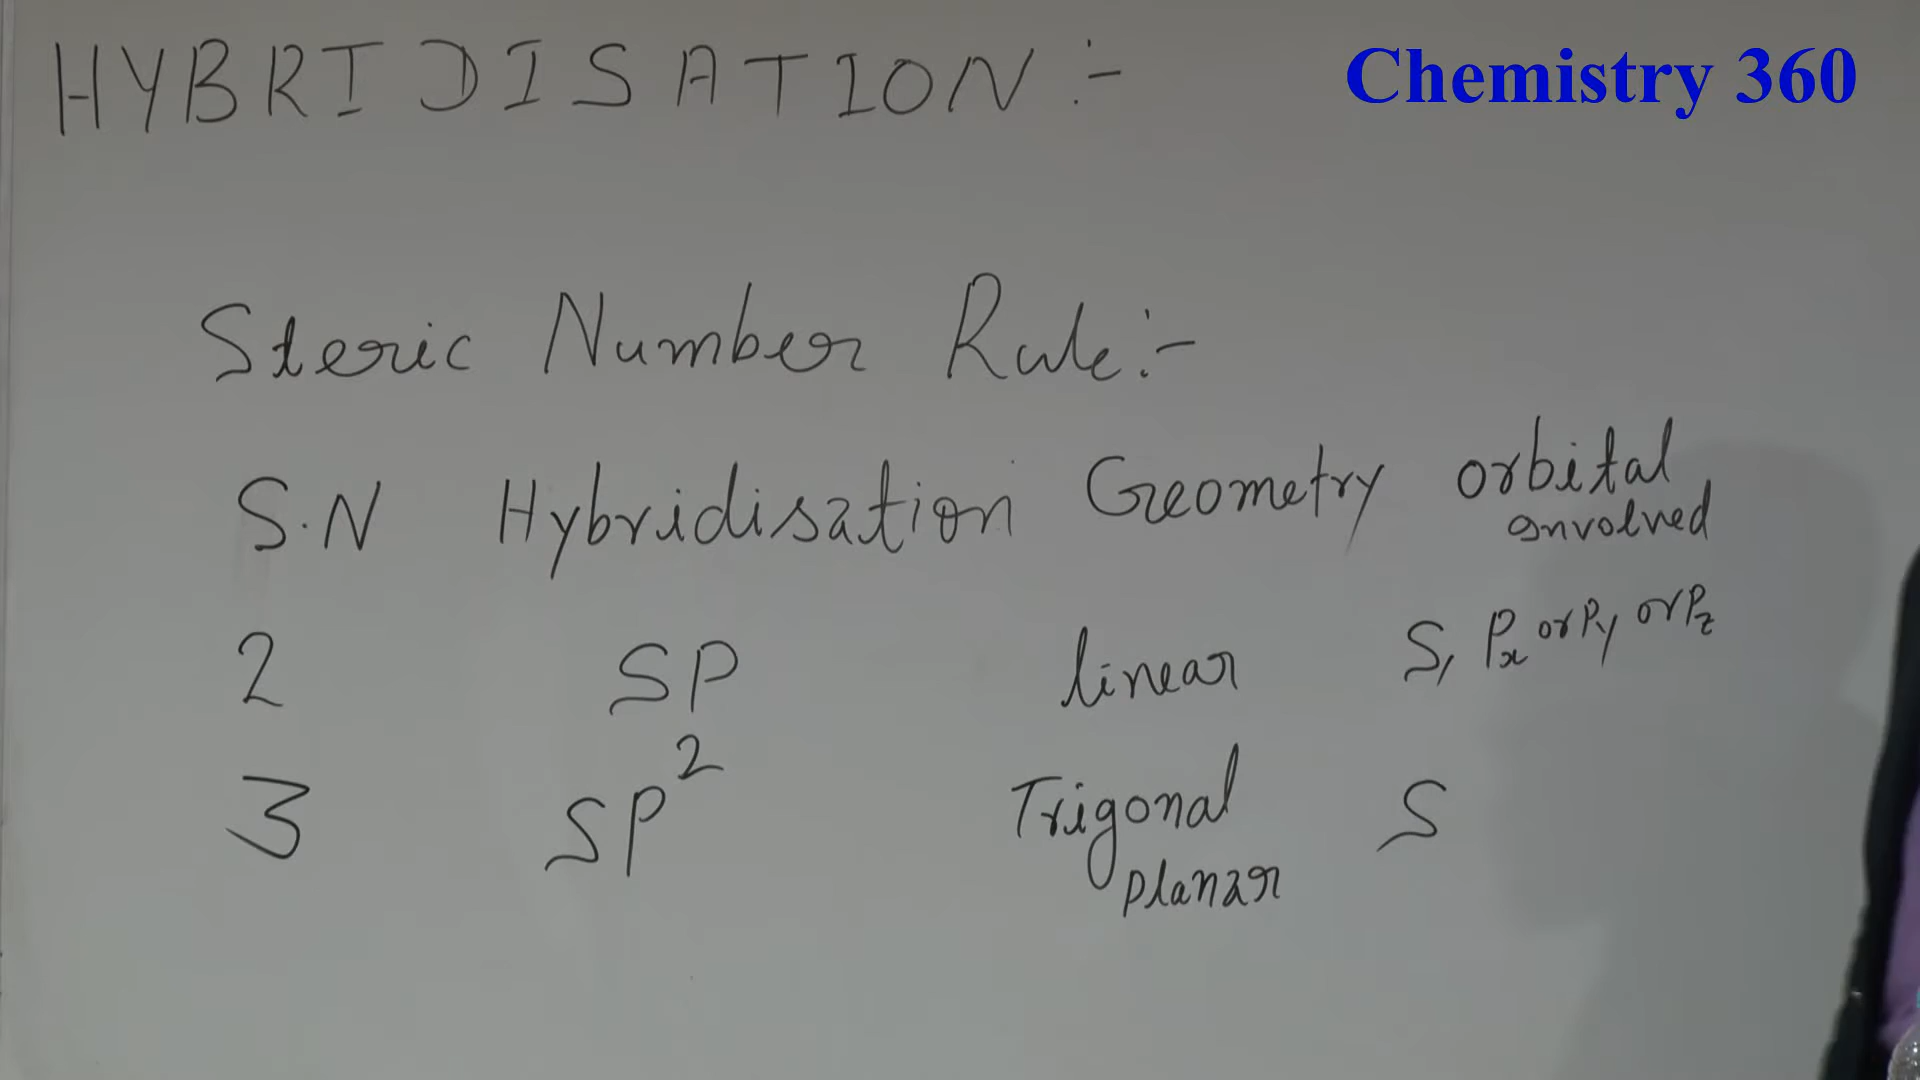 HYBRIDISATION :-
Chemistry 360
Steric Number Rule :-
S.N Hybridisation Geometry orbital
involved
2 SP linear S, Px or Py or Pz
3 SP² Trigonal S
planar